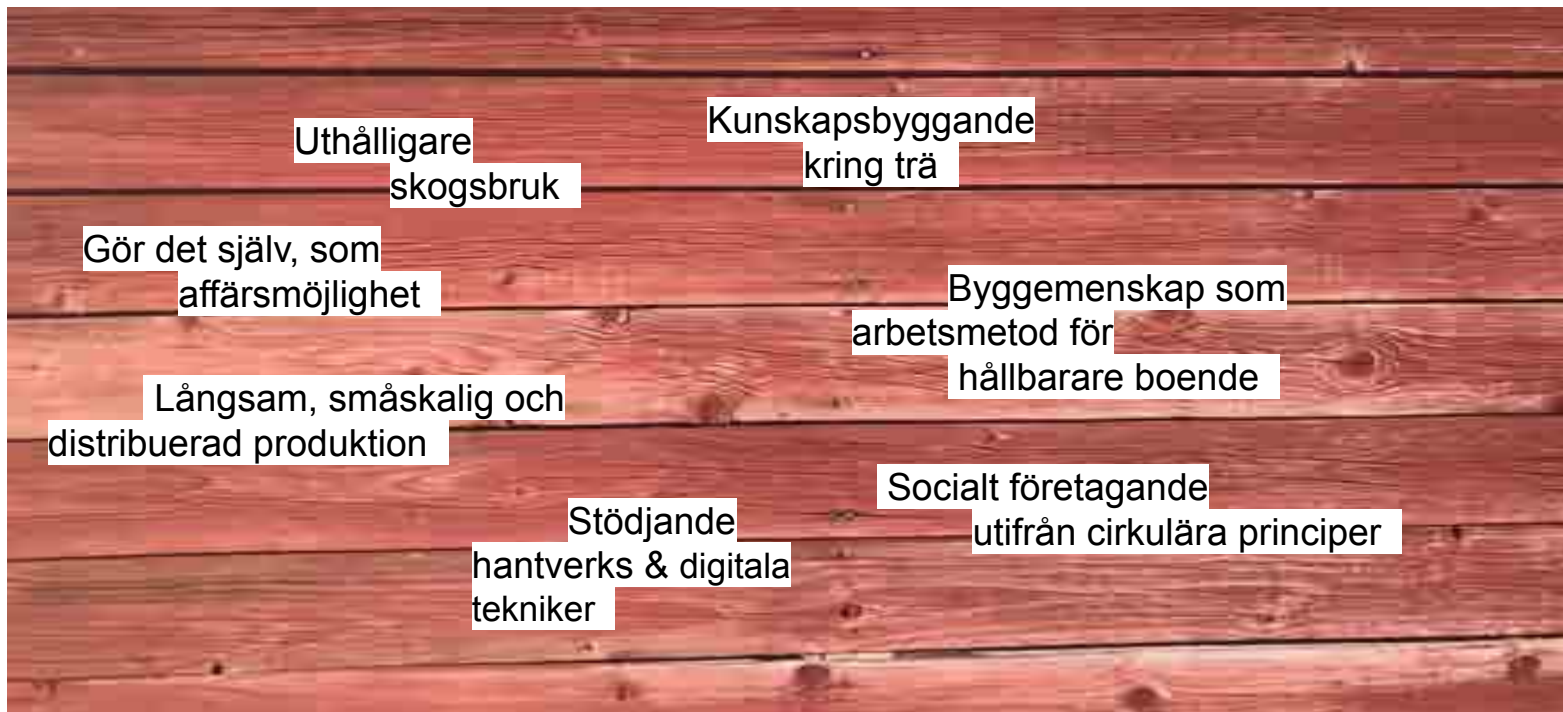 Uthålligare
skogsbruk
Kunskapsbyggande
kring trä
Gör det själv, som
affärsmöjlighet
Byggemenskap som
arbetsmetod för
hållbarare boende
Långsam, småskalig och
distribuerad produktion
Socialt företagande
utifrån cirkulära principer
Stödjande
hantverks & digitala
tekniker